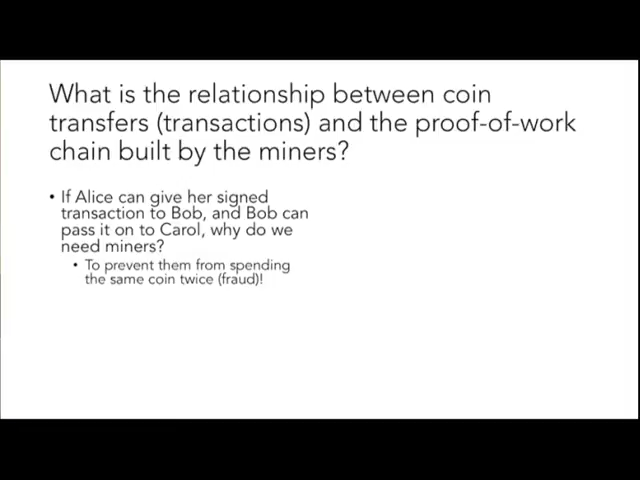 What is the relationship between coin
transfers (transactions) and the proof-of-work
chain built by the miners?
• If Alice can give her signed
transaction to Bob, and Bob can
pass it on to Carol, why do we
need miners?
• To prevent them from spending
the same coin twice (fraud)!